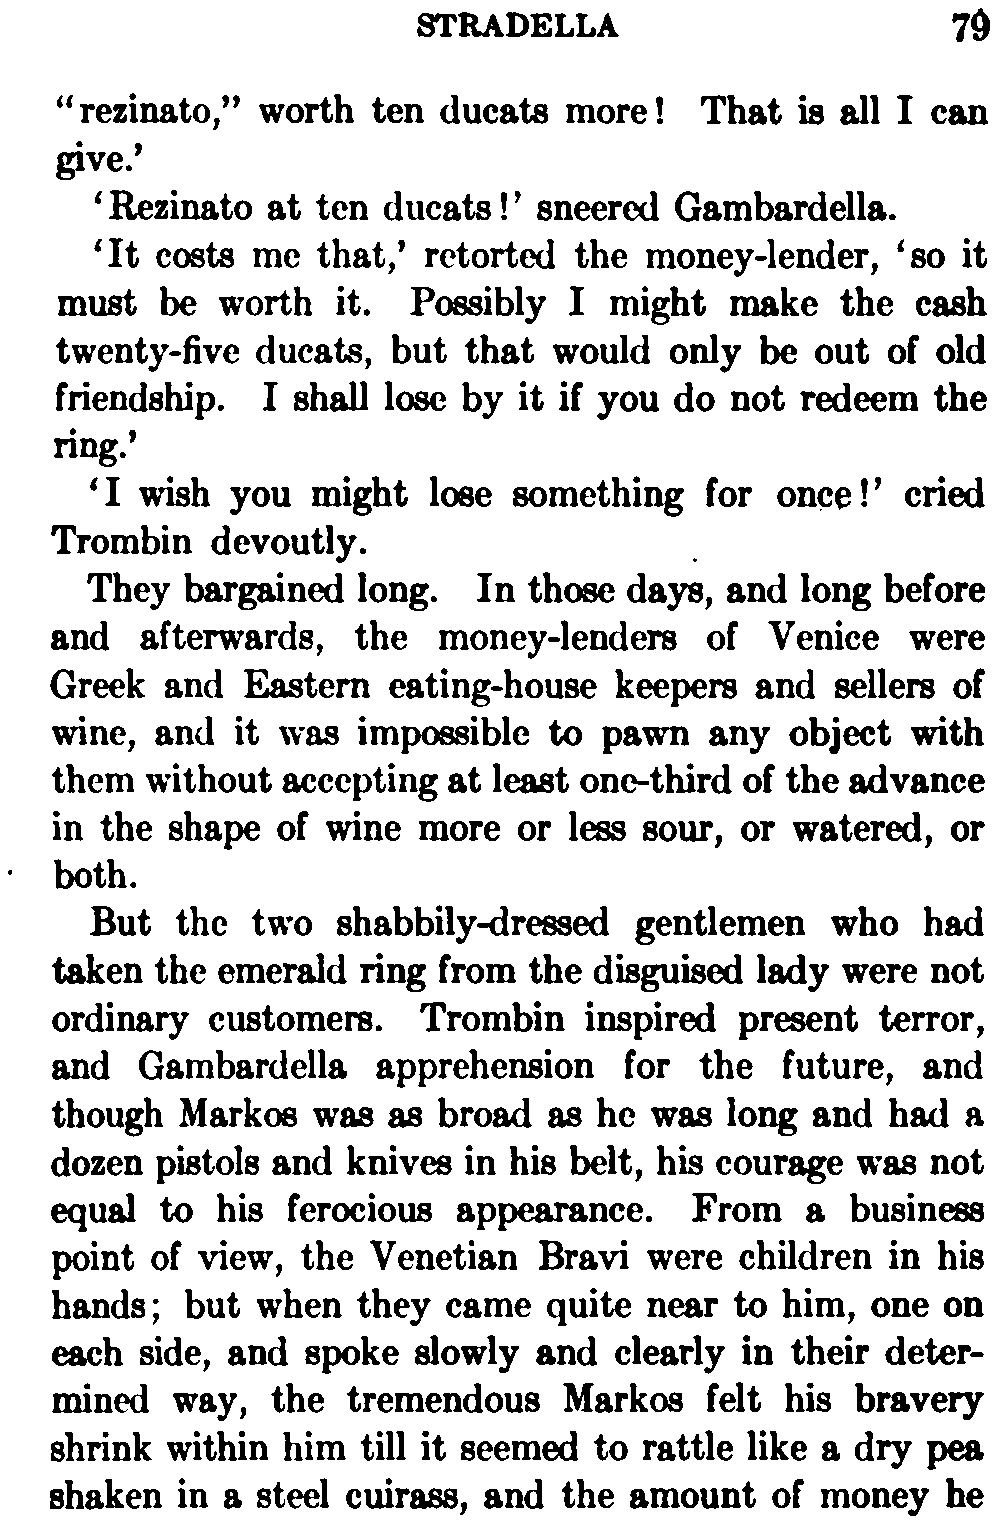 STRADELLA 79
“rezinato,” worth ten ducats more! That is all I can
give.’
‘Rezinato at ten ducats!’ sneered Gambardella.
‘It costs me that,’ retorted the money-lender, ‘so it
must be worth it. Possibly I might make the cash
twenty-five ducats, but that would only be out of old
friendship. I shall lose by it if you do not redeem the
ring.’
‘I wish you might lose something for once!’ cried
Trombin devoutly.
They bargained long. In those days, and long before
and afterwards, the money-lenders of Venice were
Greek and Eastern eating-house keepers and sellers of
wine, and it was impossible to pawn any object with
them without accepting at least one-third of the advance
in the shape of wine more or less sour, or watered, or
both.
But the two shabbily-dressed gentlemen who had
taken the emerald ring from the disguised lady were not
ordinary customers. Trombin inspired present terror,
and Gambardella apprehension for the future, and
though Markos was as broad as he was long and had a
dozen pistols and knives in his belt, his courage was not
equal to his ferocious appearance. From a business
point of view, the Venetian Bravi were children in his
hands; but when they came quite near to him, one on
each side, and spoke slowly and clearly in their deter-
mined way, the tremendous Markos felt his bravery
shrink within him till it seemed to rattle like a dry pea
shaken in a steel cuirass, and the amount of money he